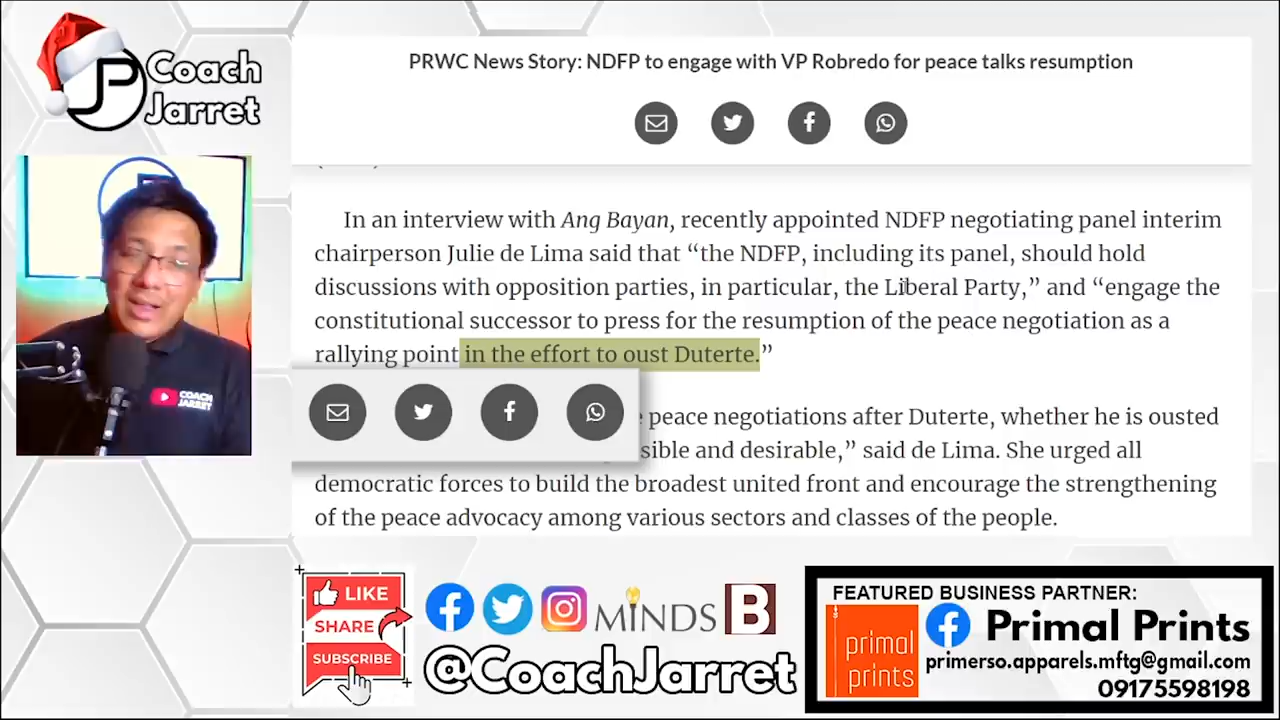 Coach
Jarret
PRWC News Story: NDFP to engage with VP Robredo for peace talks resumption
In an interview with Ang Bayan, recently appointed NDFP negotiating panel interim
chairperson Julie de Lima said that “the NDFP, including its panel, should hold
discussions with opposition parties, in particular, the Liberal Party,” and “engage the
constitutional successor to press for the resumption of the peace negotiation as a
rallying point in the effort to oust Duterte.”
peace negotiations after Duterte, whether he is ousted
sible and desirable,” said de Lima. She urged all
democratic forces to build the broadest united front and encourage the strengthening
of the peace advocacy among various sectors and classes of the people.
COACH
JARRET
LIKE
SHARE
SUBSCRIBE
MINDS
B
@CoachJarret
FEATURED BUSINESS PARTNER:
primal
prints
Primal Prints
primerso.apparels.mftg@gmail.com
09175598198